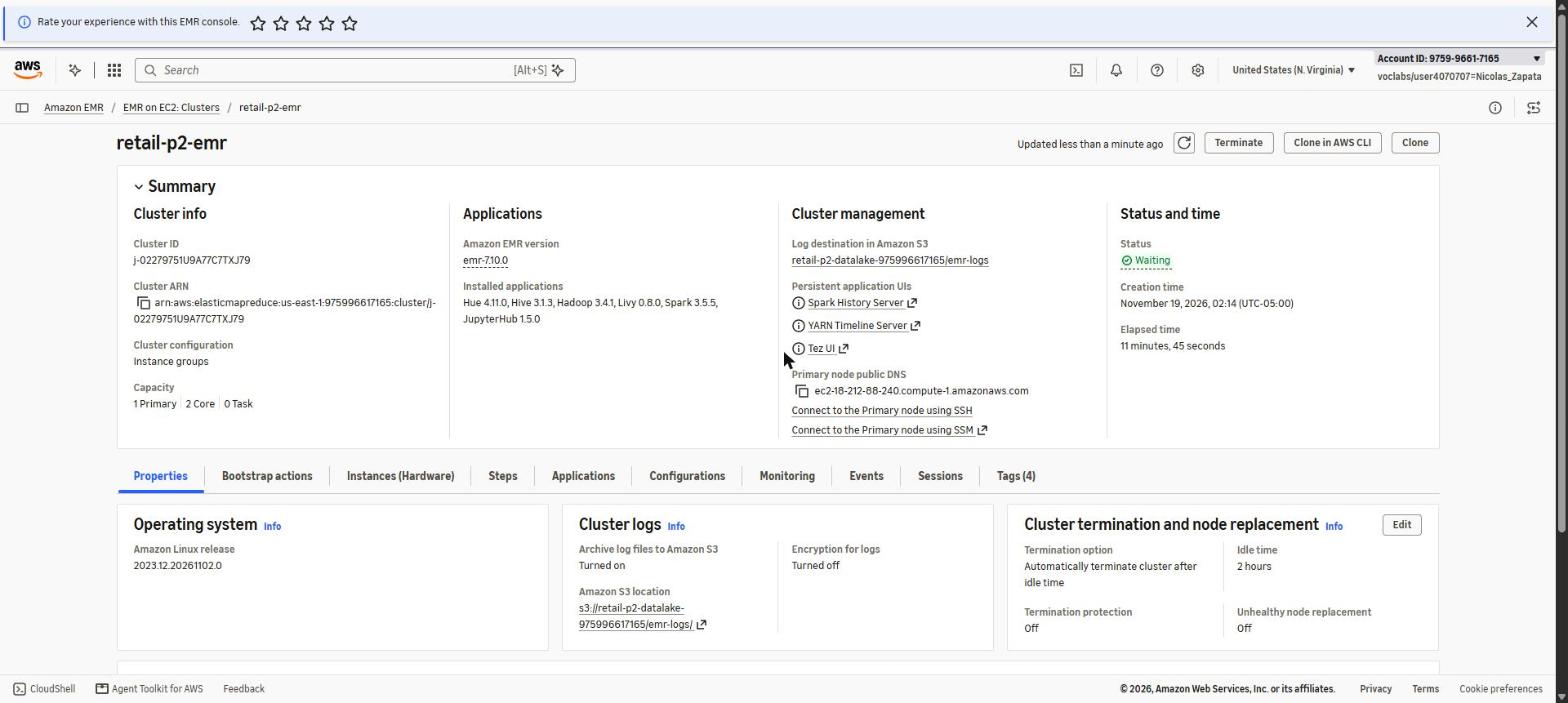 Rate your experience with this EMR console.
aws
Search
[Alt+S]
United States (N. Virginia)
Account ID: 9759-9661-7165
voclabs/user4070707=Nicolas_Zapata
Amazon EMR / EMR on EC2: Clusters / retail-p2-emr
retail-p2-emr
Updated less than a minute ago
Terminate
Clone in AWS CLI
Clone
Summary
Cluster info
Cluster ID
j-02279751U9A77C7TXJ79
Cluster ARN
arn:aws:elasticmapreduce:us-east-1:975996617165:cluster/j-
02279751U9A77C7TXJ79
Cluster configuration
Instance groups
Capacity
1 Primary
2 Core
0 Task
Applications
Amazon EMR version
emr-7.10.0
Installed applications
Hue 4.11.0, Hive 3.1.3, Hadoop 3.4.1, Livy 0.8.0, Spark 3.5.5,
JupyterHub 1.5.0
Cluster management
Log destination in Amazon S3
retail-p2-datalake-975996617165/emr-logs
Persistent application UIs
Spark History Server
YARN Timeline Server
Tez UI
Primary node public DNS
ec2-18-212-88-240.compute-1.amazonaws.com
Connect to the Primary node using SSH
Connect to the Primary node using SSM
Status and time
Status
Waiting
Creation time
November 19, 2026, 02:14 (UTC-05:00)
Elapsed time
11 minutes, 45 seconds
Properties
Bootstrap actions
Instances (Hardware)
Steps
Applications
Configurations
Monitoring
Events
Sessions
Tags (4)
Operating system Info
Amazon Linux release
2023.12.20261102.0
Cluster logs Info
Archive log files to Amazon S3
Turned on
Amazon S3 location
s3://retail-p2-datalake-
975996617165/emr-logs/
Encryption for logs
Turned off
Cluster termination and node replacement Info
Edit
Termination option
Automatically terminate cluster after
idle time
Idle time
2 hours
Termination protection
Off
Unhealthy node replacement
Off
CloudShell
Agent Toolkit for AWS
Feedback
© 2026, Amazon Web Services, Inc. or its affiliates.
Privacy
Terms
Cookie preferences